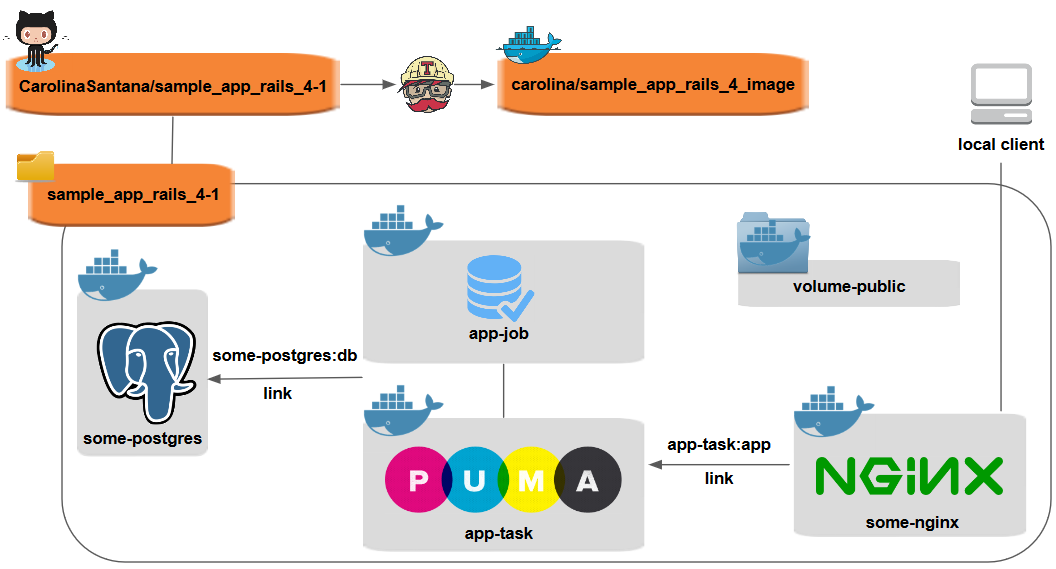 CarolinaSantana/sample_app_rails_4-1
T
carolina/sample_app_rails_4_image
local client
sample_app_rails_4-1
volume-public
app-job
some-postgres:db
link
some-postgres
PUMA
app-task
app-task:app
link
NGiNX
some-nginx